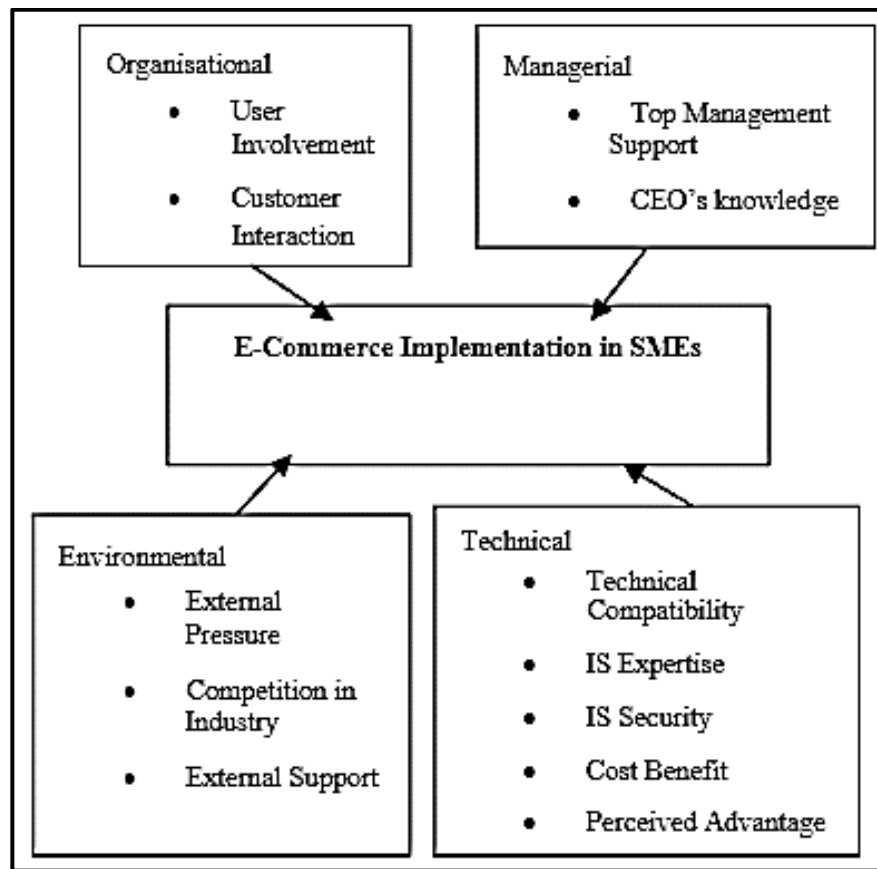 Organisational
• User
Involvement
• Customer
Interaction
Managerial
• Top Management
Support
• CEO's knowledge
E-Commerce Implementation in SMEs
Environmental
• External
Pressure
• Competition in
Industry
• External Support
Technical
• Technical
Compatibility
• IS Expertise
• IS Security
• Cost Benefit
• Perceived Advantage